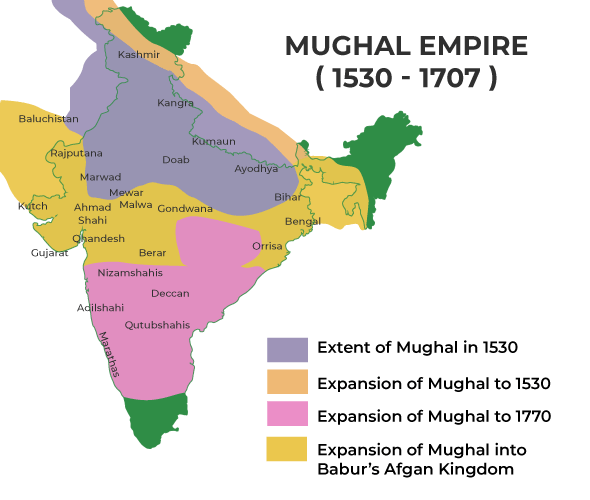 MUGHAL EMPIRE
( 1530 - 1707 )
Kashmir
Kangra
Baluchistan
Kumaun
Rajputana
Doab
Ayodhya
Marwad
Mewar
Bihar
Kutch
Ahmad
Shahi
Malwa
Gondwana
Bengal
Qhandesh
Orrisa
Gujarat
Berar
Nizamshahis
Deccan
Adilshahi
Qutubshahis
Marathas
Extent of Mughal in 1530
Expansion of Mughal to 1530
Expansion of Mughal to 1770
Expansion of Mughal into
Babur's Afgan Kingdom